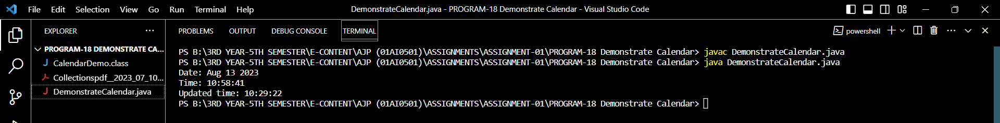 File Edit Selection View Go Run Terminal Help DemonstrateCalendar.java - PROGRAM-18 Demonstrate Calendar - Visual Studio Code
EXPLORER ... PROBLEMS OUTPUT DEBUG CONSOLE TERMINAL powershell ...
PROGRAM-18 DEMONSTRATE CA...
J CalendarDemo.class
Collectionspdf__2023_07_10...
J DemonstrateCalendar.java
PS B:\3RD YEAR-5TH SEMESTER\E-CONTENT\AJP (01AI0501)\ASSIGNMENTS\ASSIGNMENT-01\PROGRAM-18 Demonstrate Calendar> javac DemonstrateCalendar.java
PS B:\3RD YEAR-5TH SEMESTER\E-CONTENT\AJP (01AI0501)\ASSIGNMENTS\ASSIGNMENT-01\PROGRAM-18 Demonstrate Calendar> java DemonstrateCalendar.java
Date: Aug 13 2023
Time: 10:58:41
Updated time: 10:29:22
PS B:\3RD YEAR-5TH SEMESTER\E-CONTENT\AJP (01AI0501)\ASSIGNMENTS\ASSIGNMENT-01\PROGRAM-18 Demonstrate Calendar>